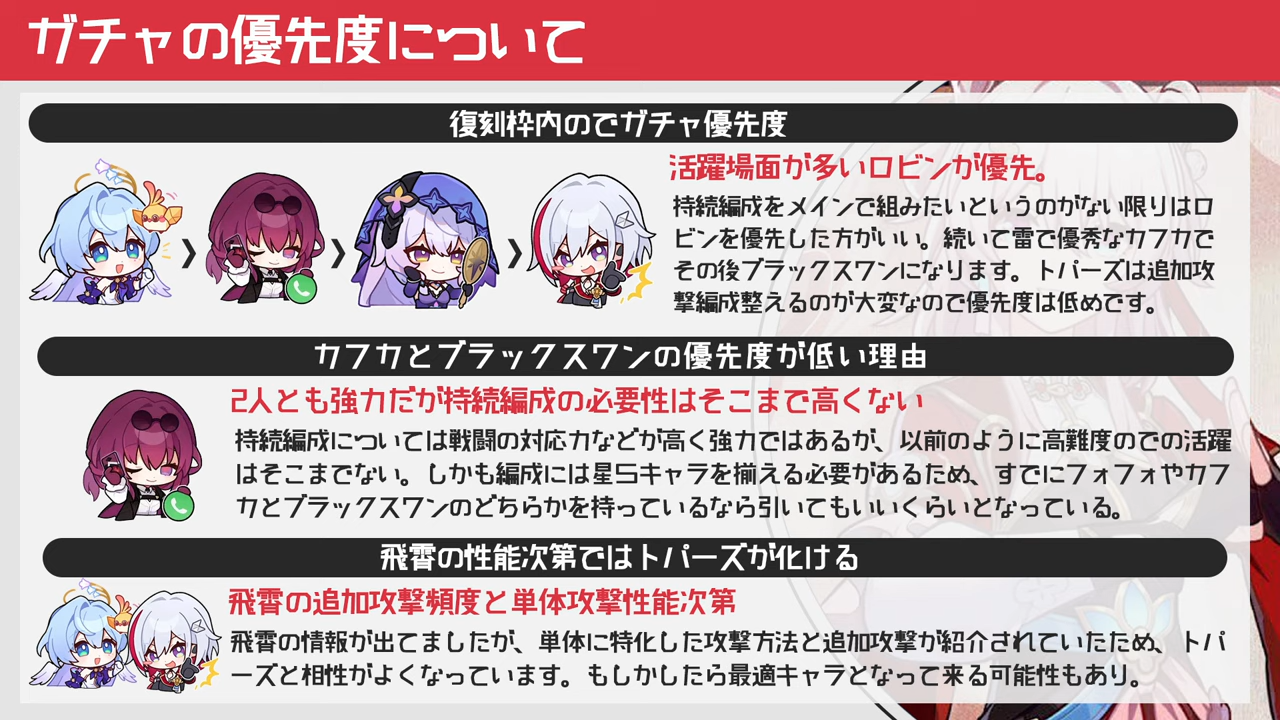 ガチャの優先度について
復刻枠内のでガチャ優先度
活躍場面が多いロビンが優先。
持続編成をメインで組みたいというのがない限りはロ
ビンを優先した方がいい。続いて雷で優秀なカフカで
その後ブラックスワンになります。トパーズは追加攻
撃編成整えるのが大変なので優先度は低めです。
カフカとブラックスワンの優先度が低い理由
2人とも強力だが持続編成の必要性はそこまで高くない
持続編成については戦闘の対応力などが高く強力ではあるが、以前のように高難度のでの活躍
はそこまでない。しかも編成には星5キャラを揃える必要があるため、すでにフォフォやカフ
カとブラックスワンのどちらかを持っているなら引いてもいいくらいとなっている。
飛霄の性能次第ではトパーズが化ける
飛霄の追加攻撃頻度と単体攻撃性能次第
飛霄の情報が出てましたが、単体に特化した攻撃方法と追加攻撃が紹介されていたため、トパ
ーズと相性がよくなっています。もしかしたら最適キャラとなって来る可能性もあり。